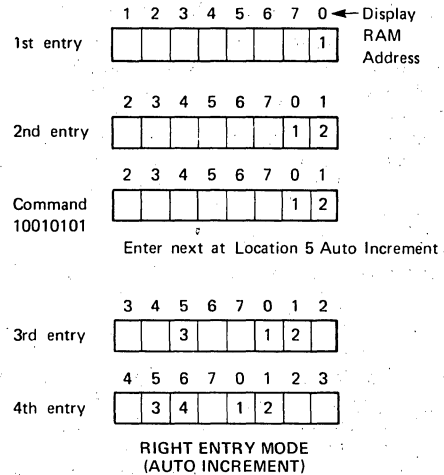 1 2 3 4 5 6 7 0 ← Display
RAM
Address
1st entry 1
2 3 4 5 6 7 0 1
2nd entry 1 2
2 3 4 5 6 7 0 1
Command 1 2
10010101
Enter next at Location 5 Auto Increment
3 4 5 6 7 0 1 2
3rd entry 3 1 2
4 5 6 7 0 1 2 3
4th entry 3 4 1 2
RIGHT ENTRY MODE
(AUTO INCREMENT)